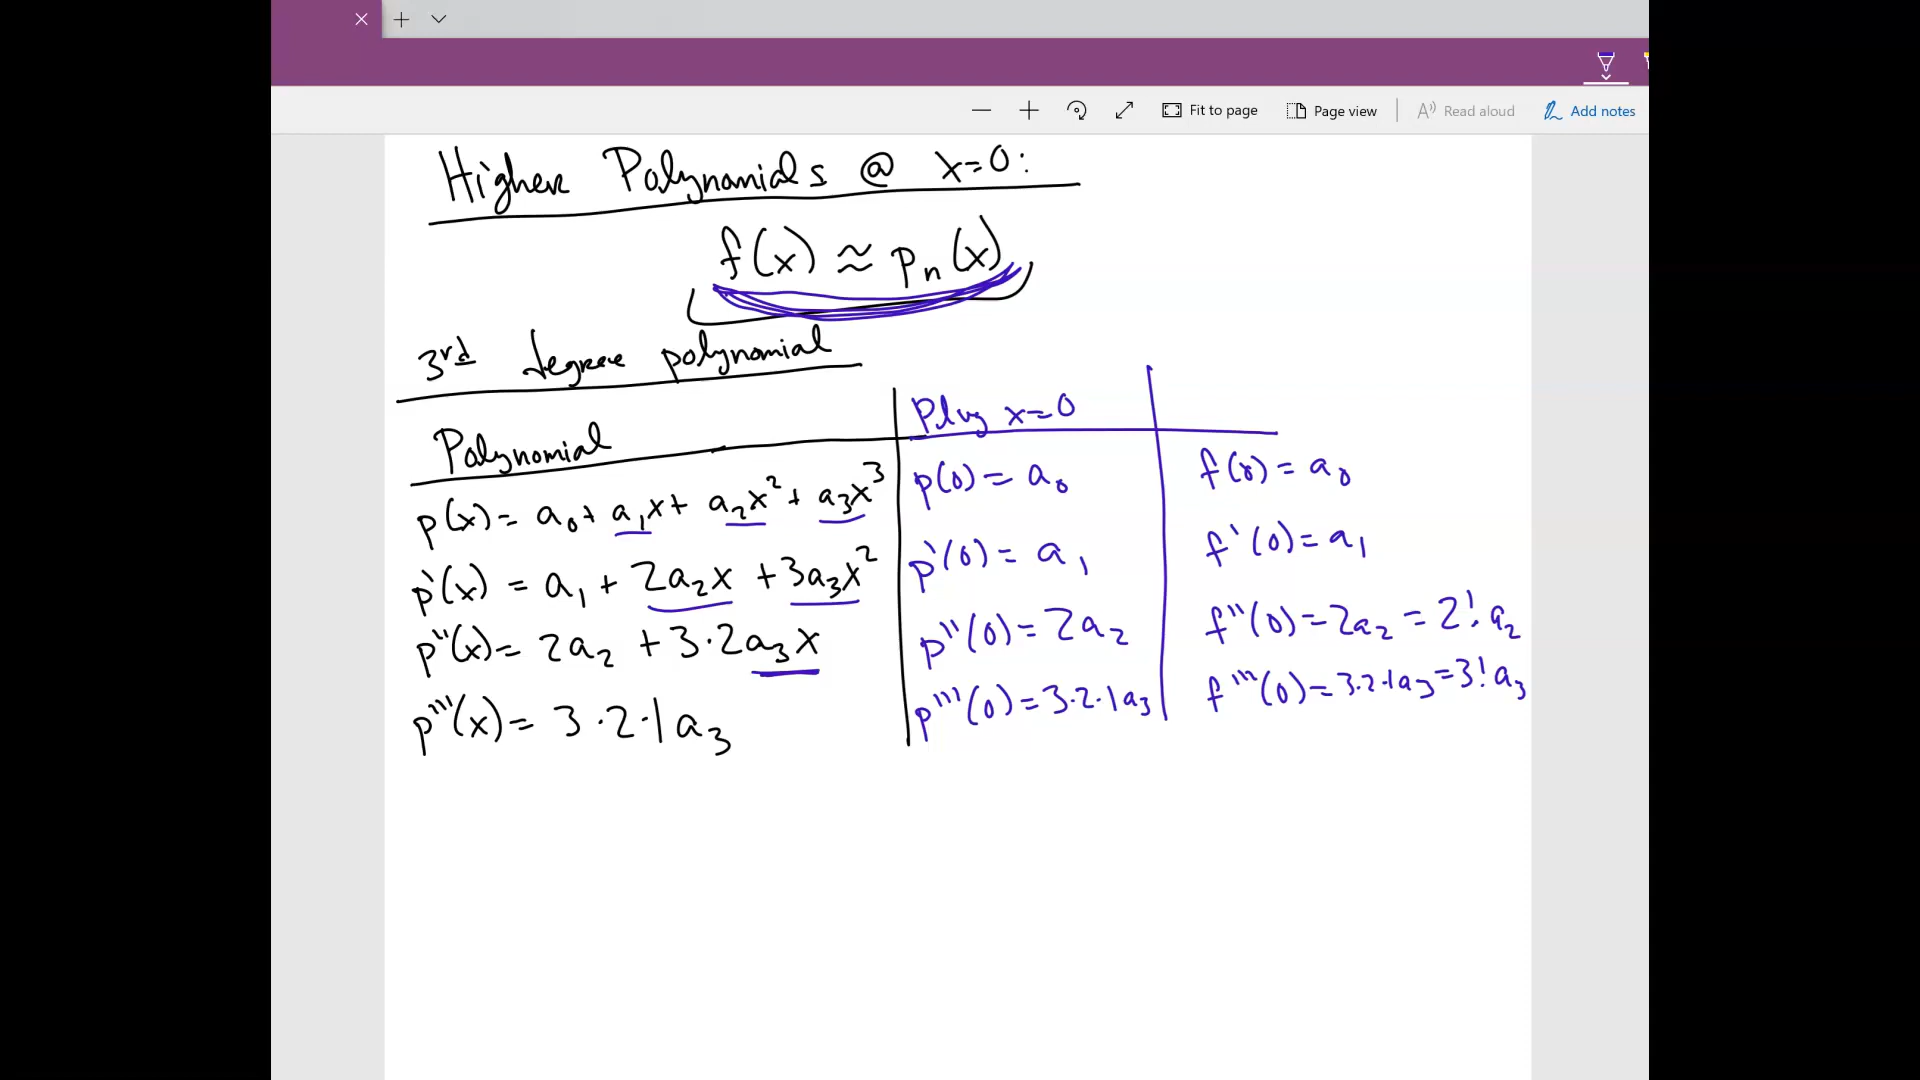 Fit to page Page view Read aloud Add notes
Higher Polynomials @ x=0:
f(x) ≈ pₙ(x)
3rd degree polynomial
Polynomial | Plug x=0
p(x) = a₀ + a₁x + a₂x² + a₃x³ | p(0) = a₀ | f(0) = a₀
p'(x) = a₁ + 2a₂x + 3a₃x² | p'(0) = a₁ | f'(0) = a₁
p''(x) = 2a₂ + 3·2a₃x | p''(0) = 2a₂ | f''(0) = 2a₂ = 2! a₂
p'''(x) = 3·2·1a₃ | p'''(0) = 3·2·1a₃ | f'''(0) = 3·2·1a₃ = 3! a₃